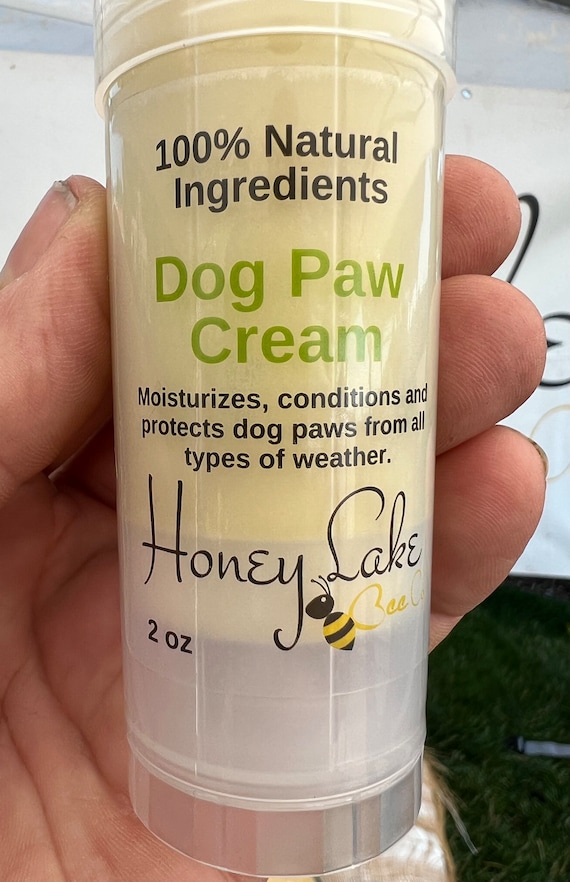 100% Natural
Ingredients
Dog Paw
Cream
Moisturizes, conditions and
protects dog paws from all
types of weather.
Honey Lake
Bee
2 oz